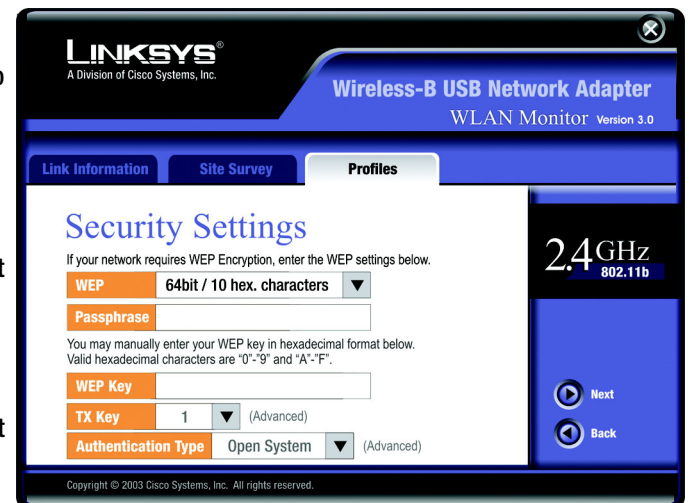 LINKSYS®
A Division of Cisco Systems, Inc.
Wireless-B USB Network Adapter
WLAN Monitor Version 3.0
Link Information
Site Survey
Profiles
Security Settings
If your network requires WEP Encryption, enter the WEP settings below.
WEP 64bit / 10 hex. characters
Passphrase
You may manually enter your WEP key in hexadecimal format below.
Valid hexadecimal characters are "0"-"9" and "A"-"F".
WEP Key
TX Key 1 (Advanced)
Authentication Type Open System (Advanced)
2.4GHz
802.11b
Next
Back
Copyright © 2003 Cisco Systems, Inc. All rights reserved.